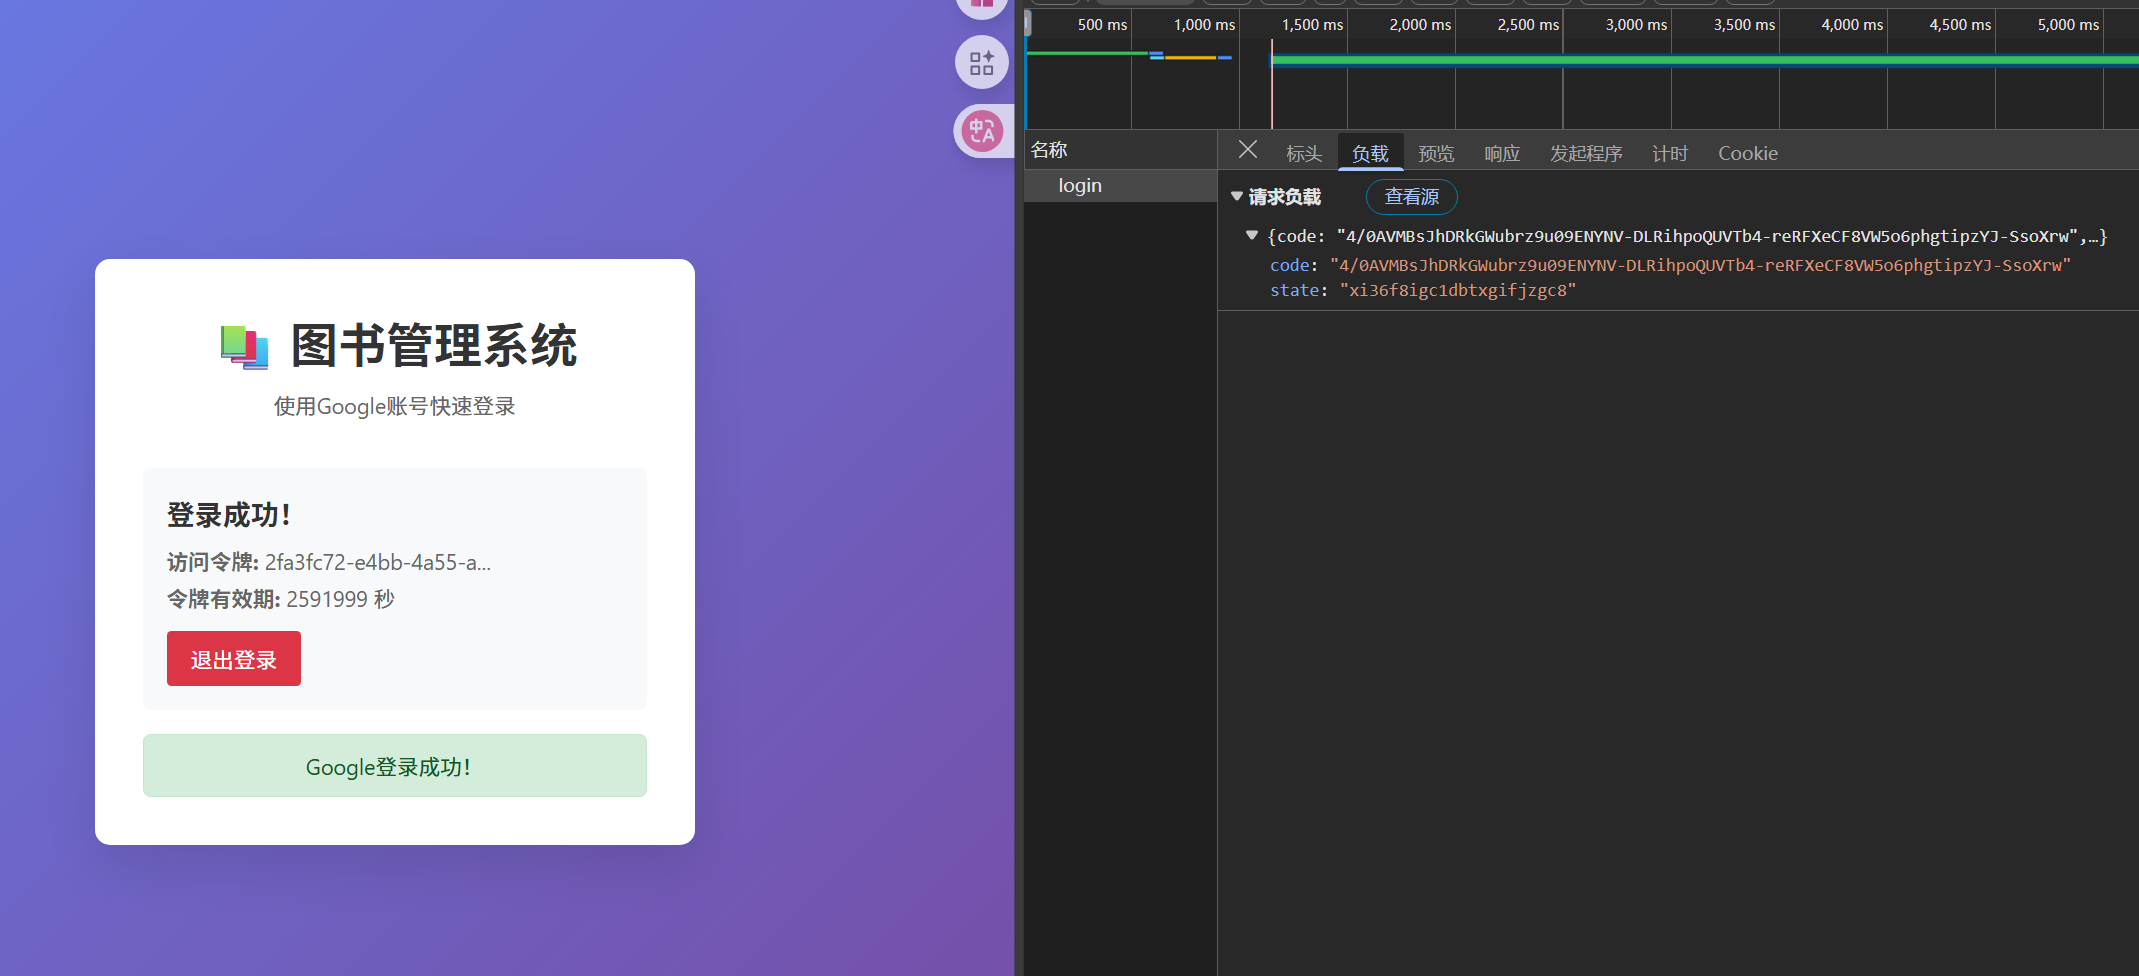 图书管理系统
使用Google账号快速登录
登录成功！
访问令牌: 2fa3fc72-e4bb-4a55-a...
令牌有效期: 2591999 秒
退出登录
Google登录成功！
500 ms 1,000 ms 1,500 ms 2,000 ms 2,500 ms 3,000 ms 3,500 ms 4,000 ms 4,500 ms 5,000 ms
名称
login
标头 负载 预览 响应 发起程序 计时 Cookie
请求负载 查看源
{code: "4/0AVMBsJhDRkGWubrz9u09ENYNV-DLRihpoQUVTb4-reRFXeCF8VW5o6phgtipzYJ-SsoXrw",…}
code: "4/0AVMBsJhDRkGWubrz9u09ENYNV-DLRihpoQUVTb4-reRFXeCF8VW5o6phgtipzYJ-SsoXrw"
state: "xi36f8igc1dbtxgifjzgc8"